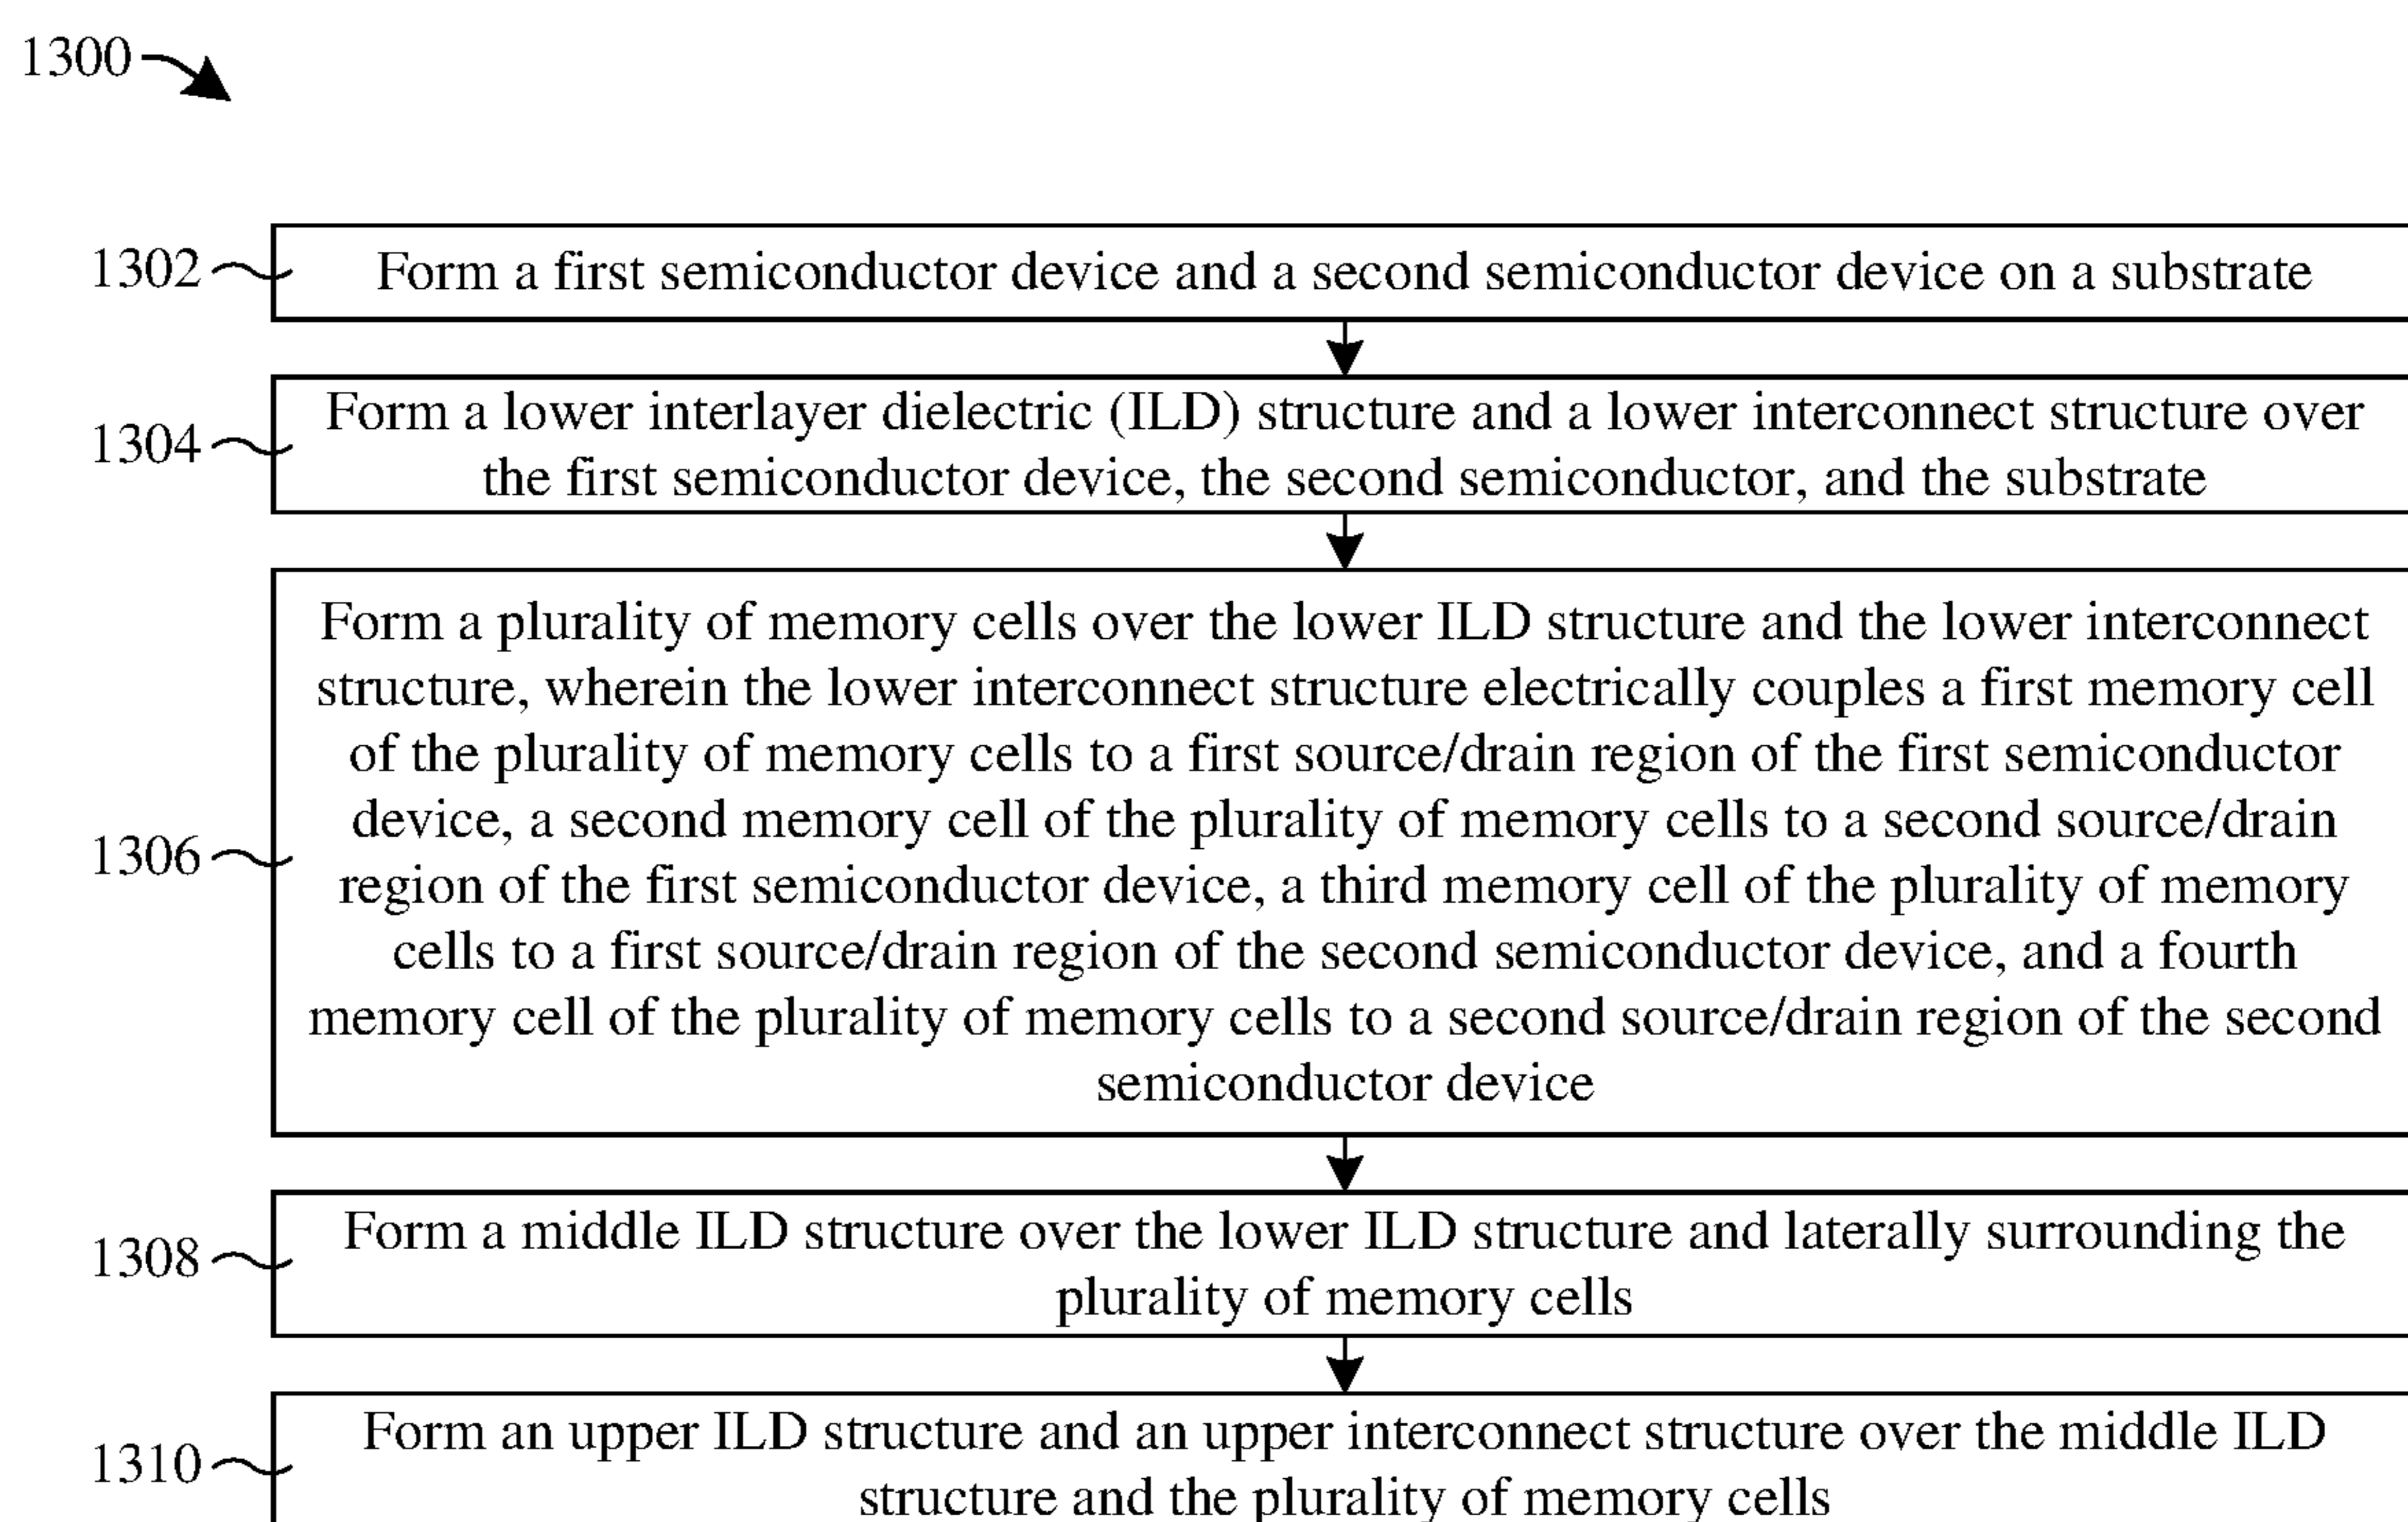 1300
1302
Form a first semiconductor device and a second semiconductor device on a substrate
1304
Form a lower interlayer dielectric (ILD) structure and a lower interconnect structure over
the first semiconductor device, the second semiconductor, and the substrate
1306
Form a plurality of memory cells over the lower ILD structure and the lower interconnect
structure, wherein the lower interconnect structure electrically couples a first memory cell
of the plurality of memory cells to a first source/drain region of the first semiconductor
device, a second memory cell of the plurality of memory cells to a second source/drain
region of the first semiconductor device, a third memory cell of the plurality of memory
cells to a first source/drain region of the second semiconductor device, and a fourth
memory cell of the plurality of memory cells to a second source/drain region of the second
semiconductor device
1308
Form a middle ILD structure over the lower ILD structure and laterally surrounding the
plurality of memory cells
1310
Form an upper ILD structure and an upper interconnect structure over the middle ILD
structure and the plurality of memory cells